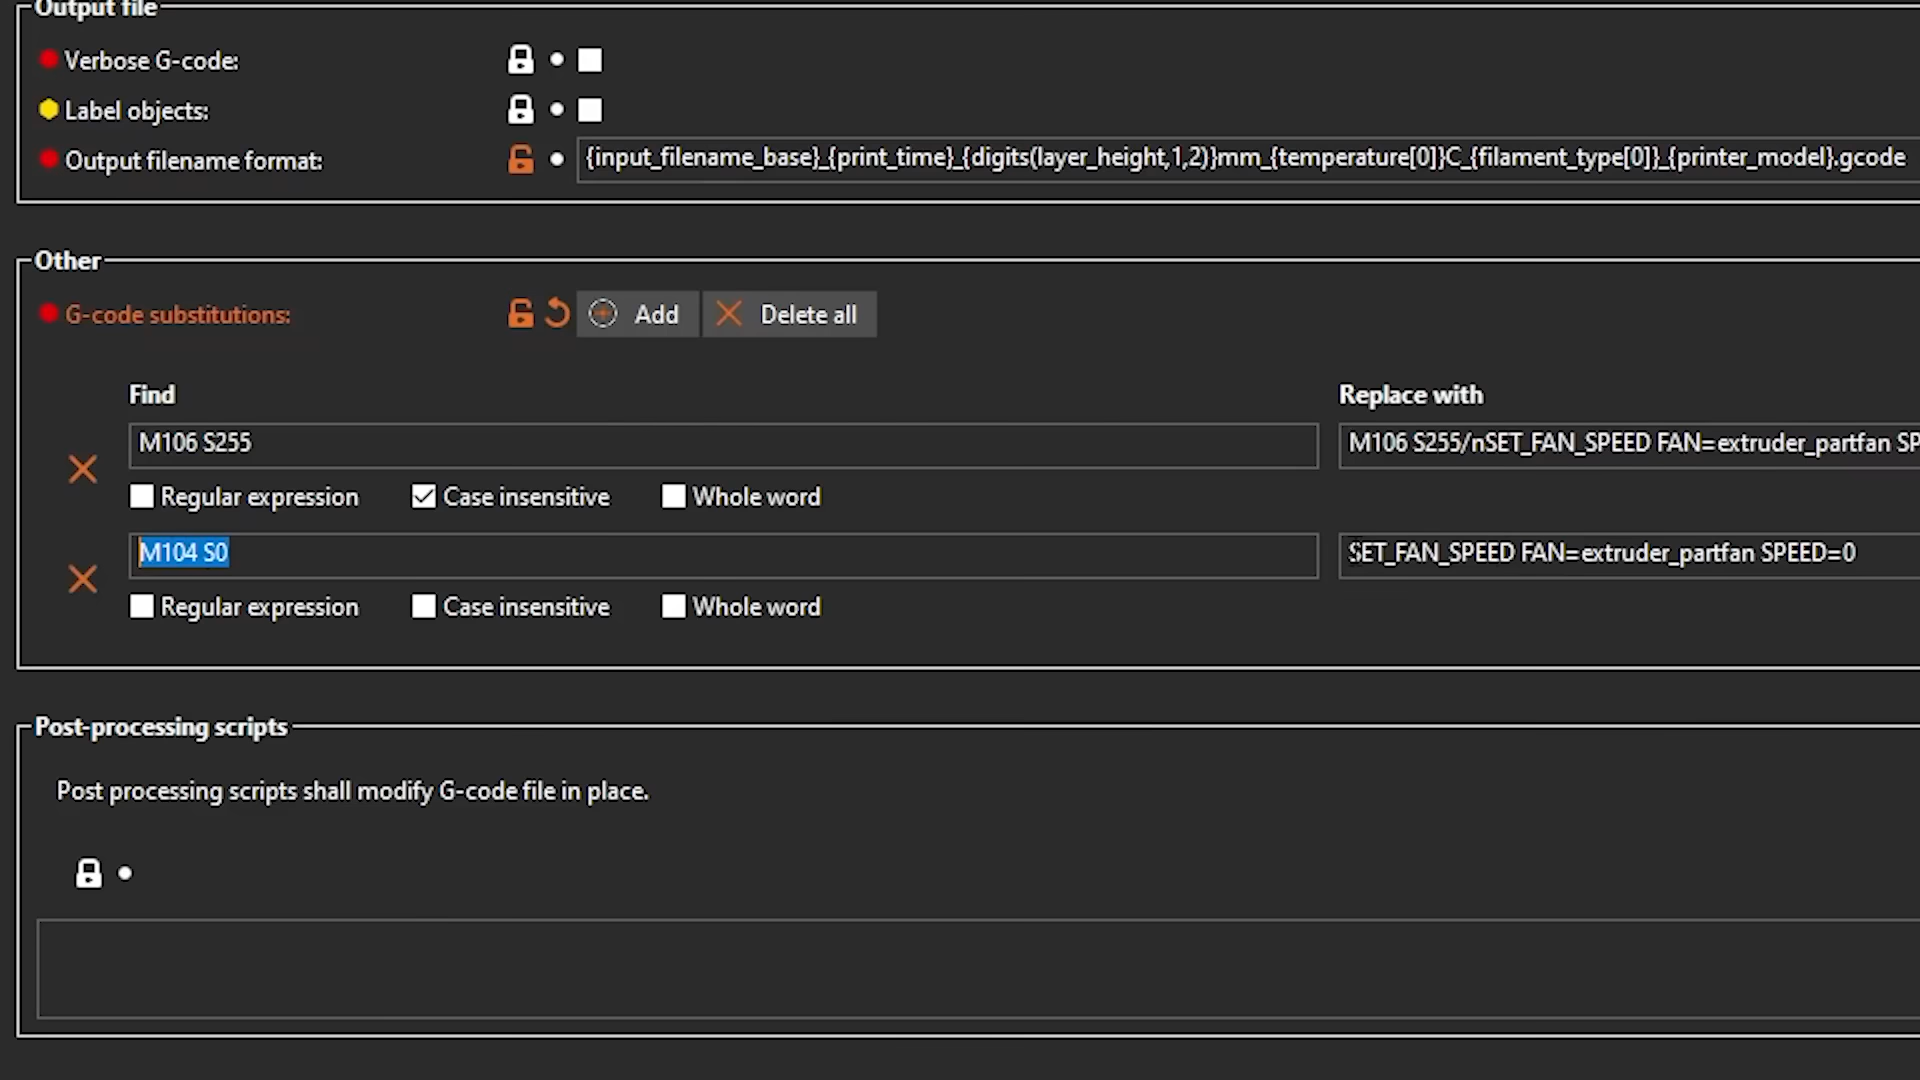 Output file
Verbose G-code:
Label objects:
Output filename format: {input_filename_base}_{print_time}_{digits(layer_height,1,2)}mm_{temperature[0]}C_{filament_type[0]}_{printer_model}.gcode
Other
G-code substitutions: Add Delete all
Find Replace with
M106 S255 M106 S255/nSET_FAN_SPEED FAN=extruder_partfan SP
Regular expression Case insensitive Whole word
M104 S0 SET_FAN_SPEED FAN=extruder_partfan SPEED=0
Regular expression Case insensitive Whole word
Post-processing scripts
Post processing scripts shall modify G-code file in place.